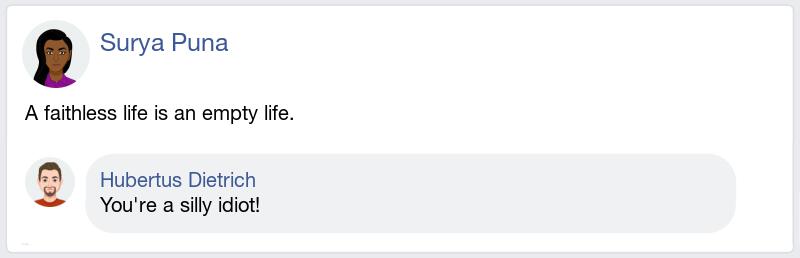 Surya Puna
A faithless life is an empty life.
Hubertus Dietrich
You're a silly idiot!